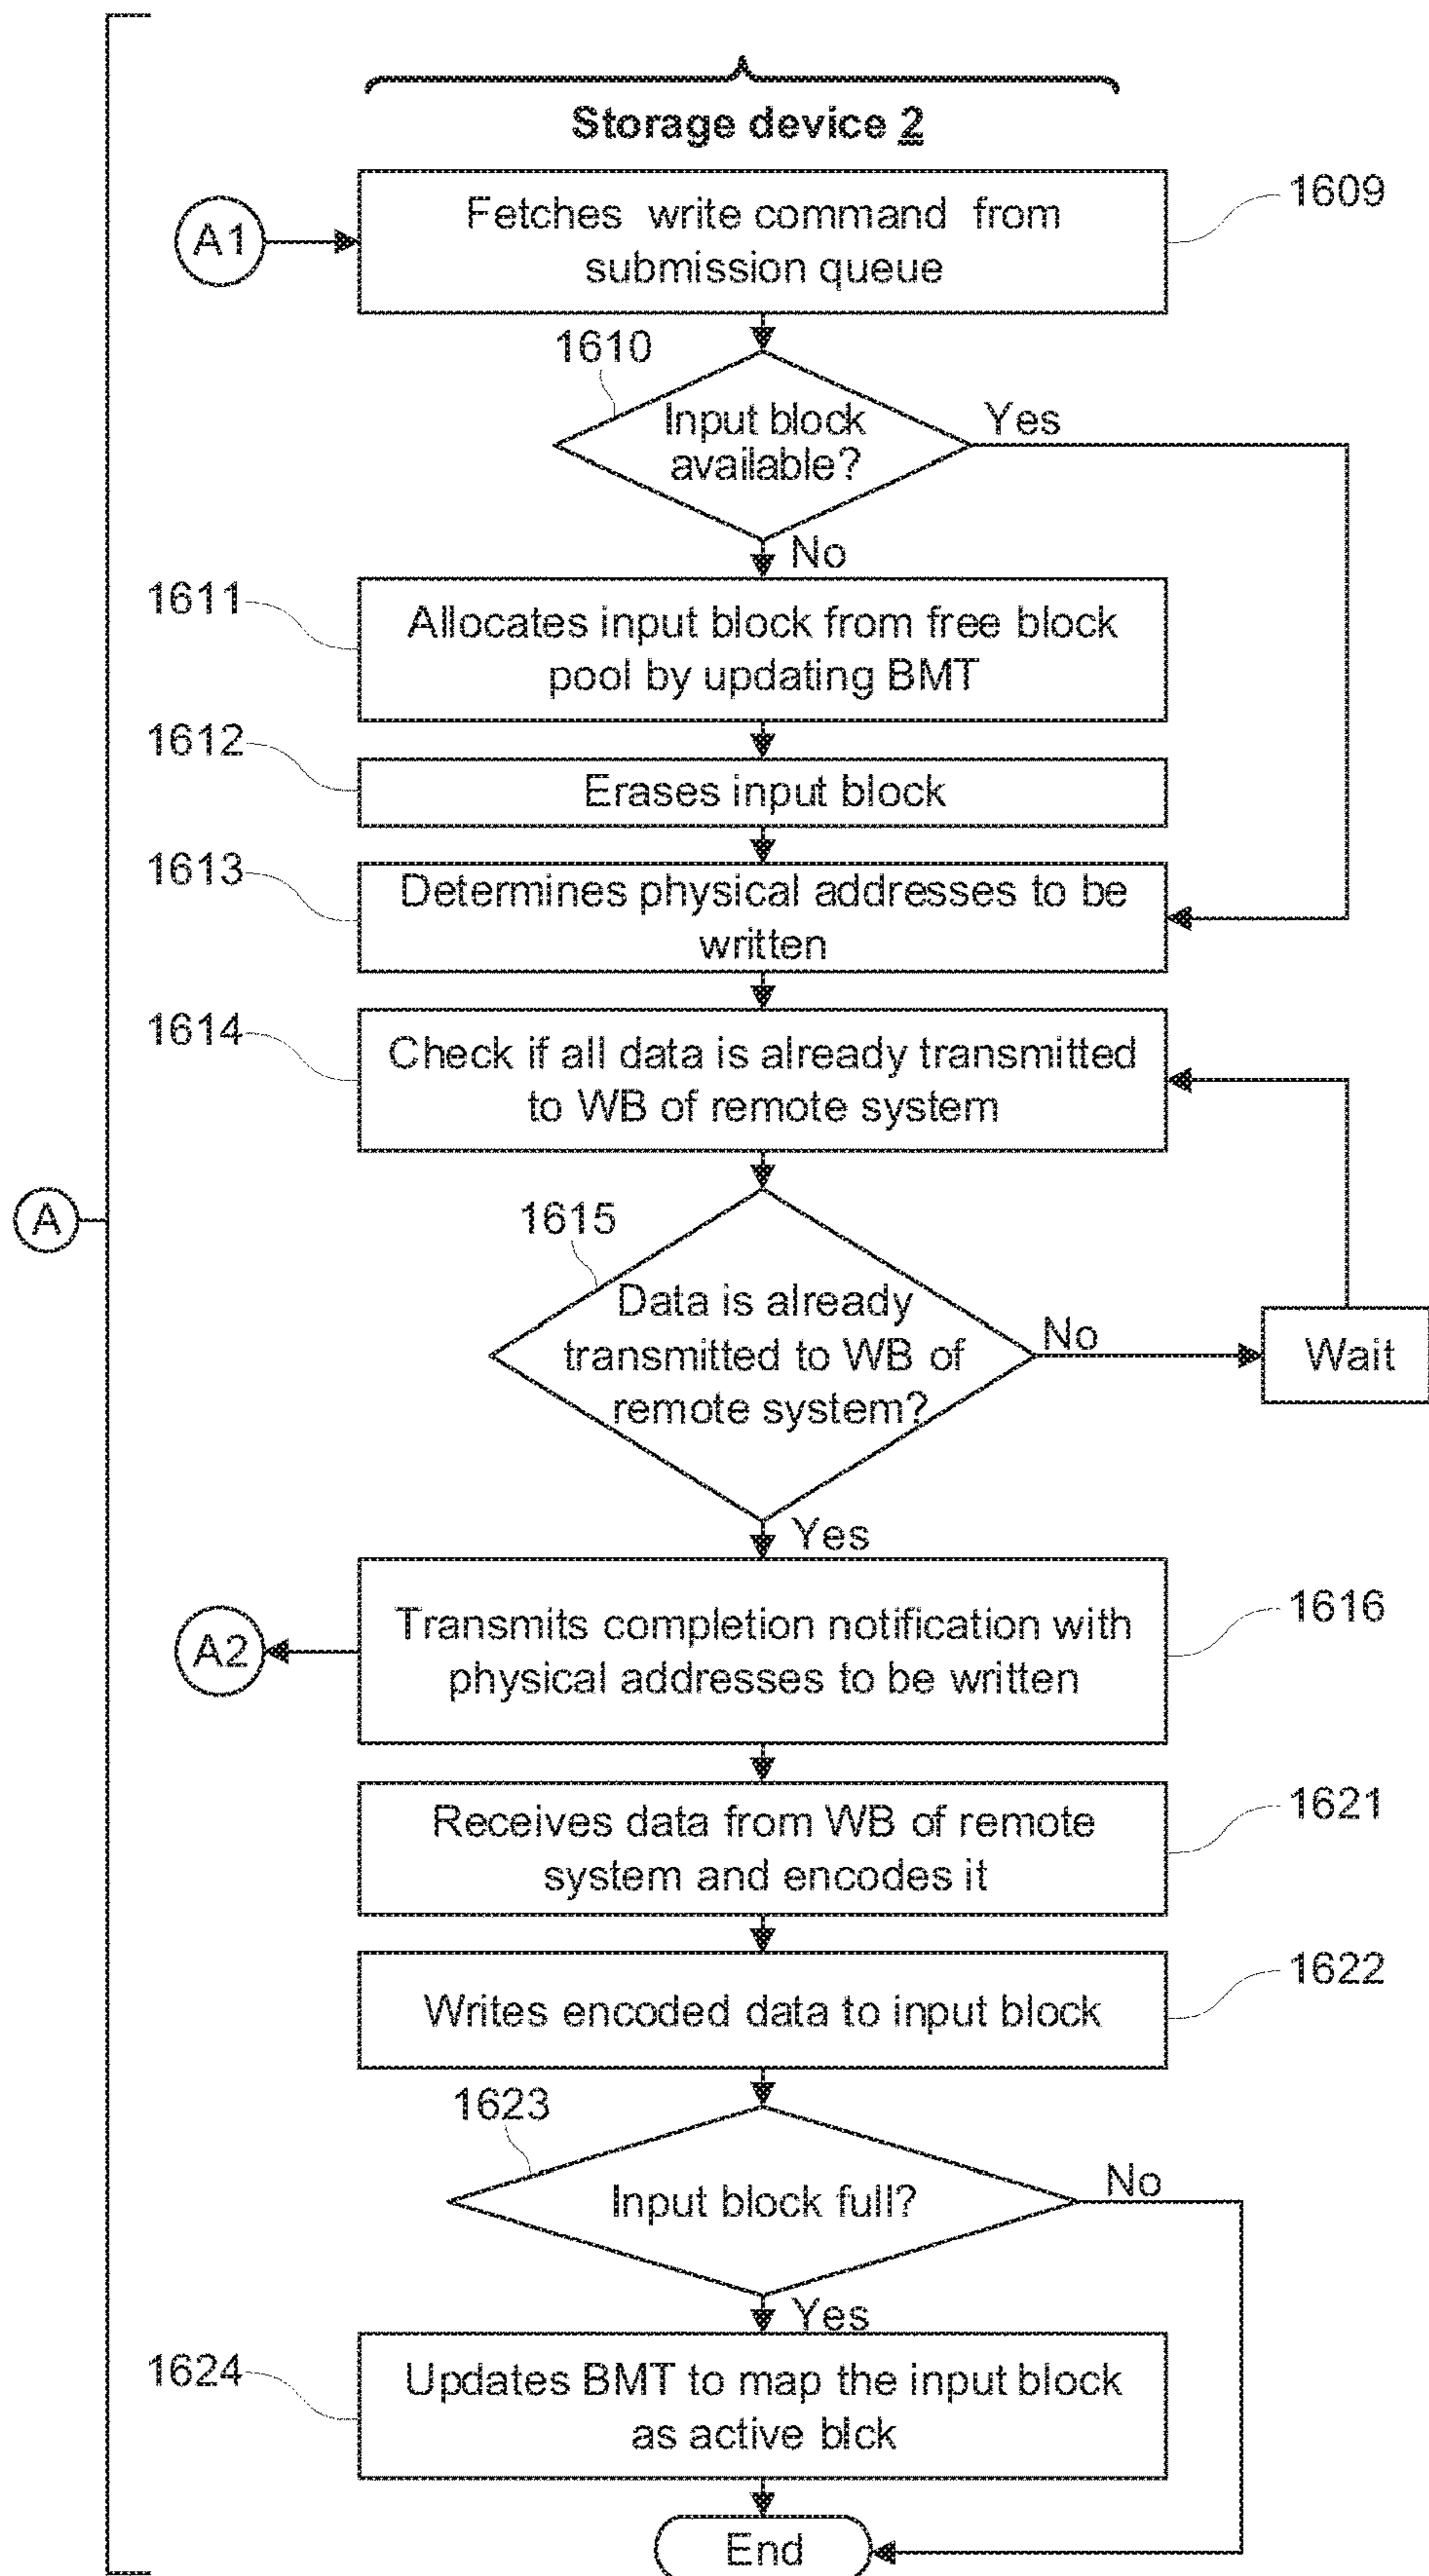 Storage device 2
A1
Fetches write command from
submission queue
1609
1610
Input block
available?
Yes
No
1611
Allocates input block from free block
pool by updating BMT
1612
Erases input block
1613
Determines physical addresses to be
written
1614
Check if all data is already transmitted
to WB of remote system
A
1615
Data is already
transmitted to WB of
remote system?
No
Wait
Yes
A2
Transmits completion notification with
physical addresses to be written
1616
Receives data from WB of remote
system and encodes it
1621
Writes encoded data to input block
1622
1623
Input block full?
No
Yes
1624
Updates BMT to map the input block
as active blck
End